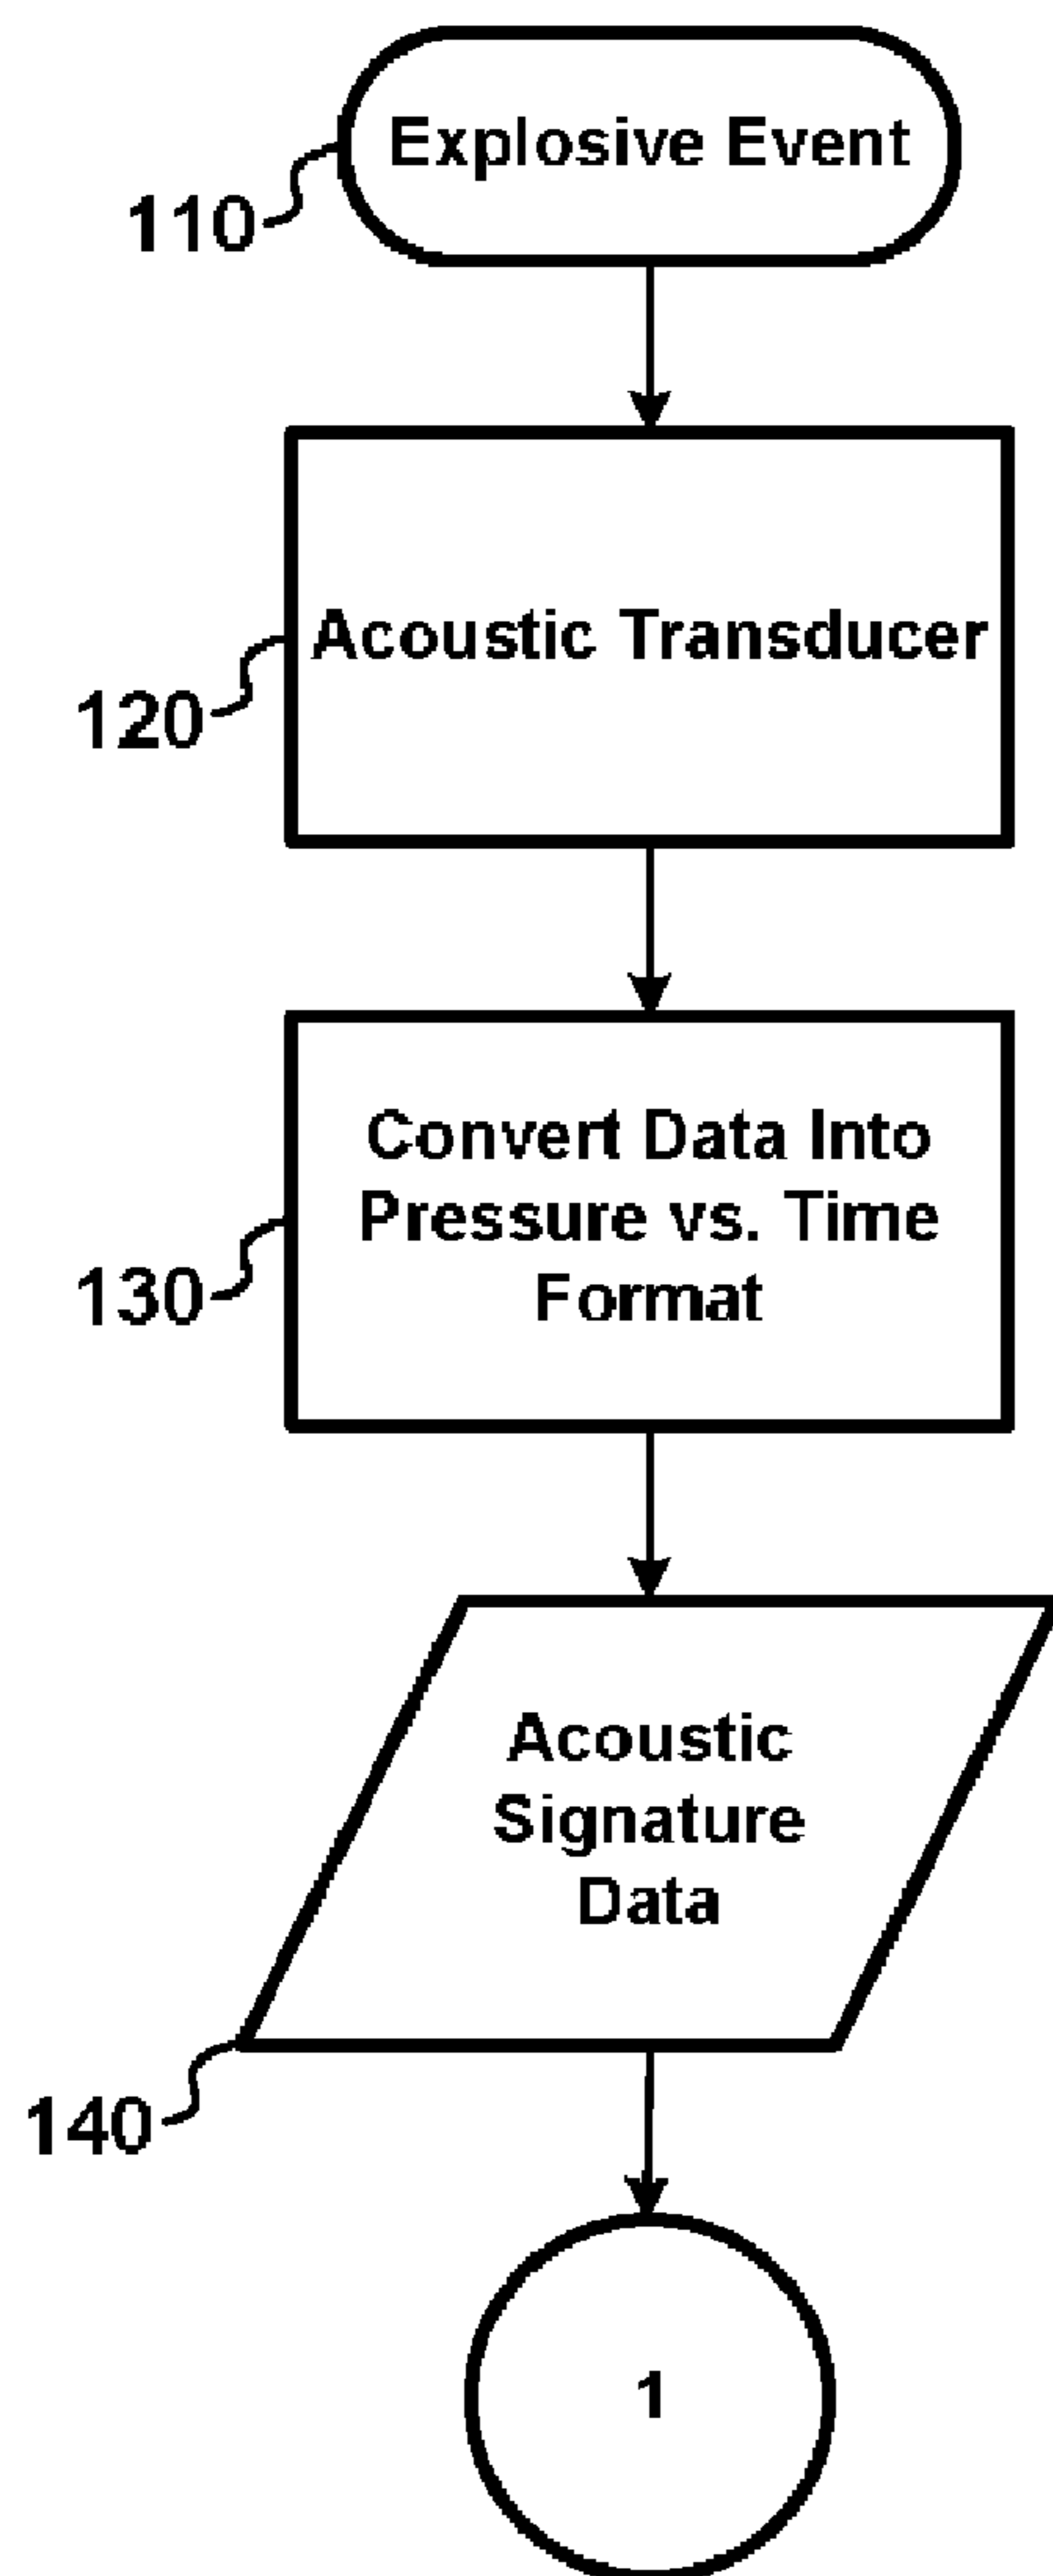 Explosive Event
110
Acoustic Transducer
120
Convert Data Into
Pressure vs. Time
Format
130
Acoustic
Signature
Data
140
1